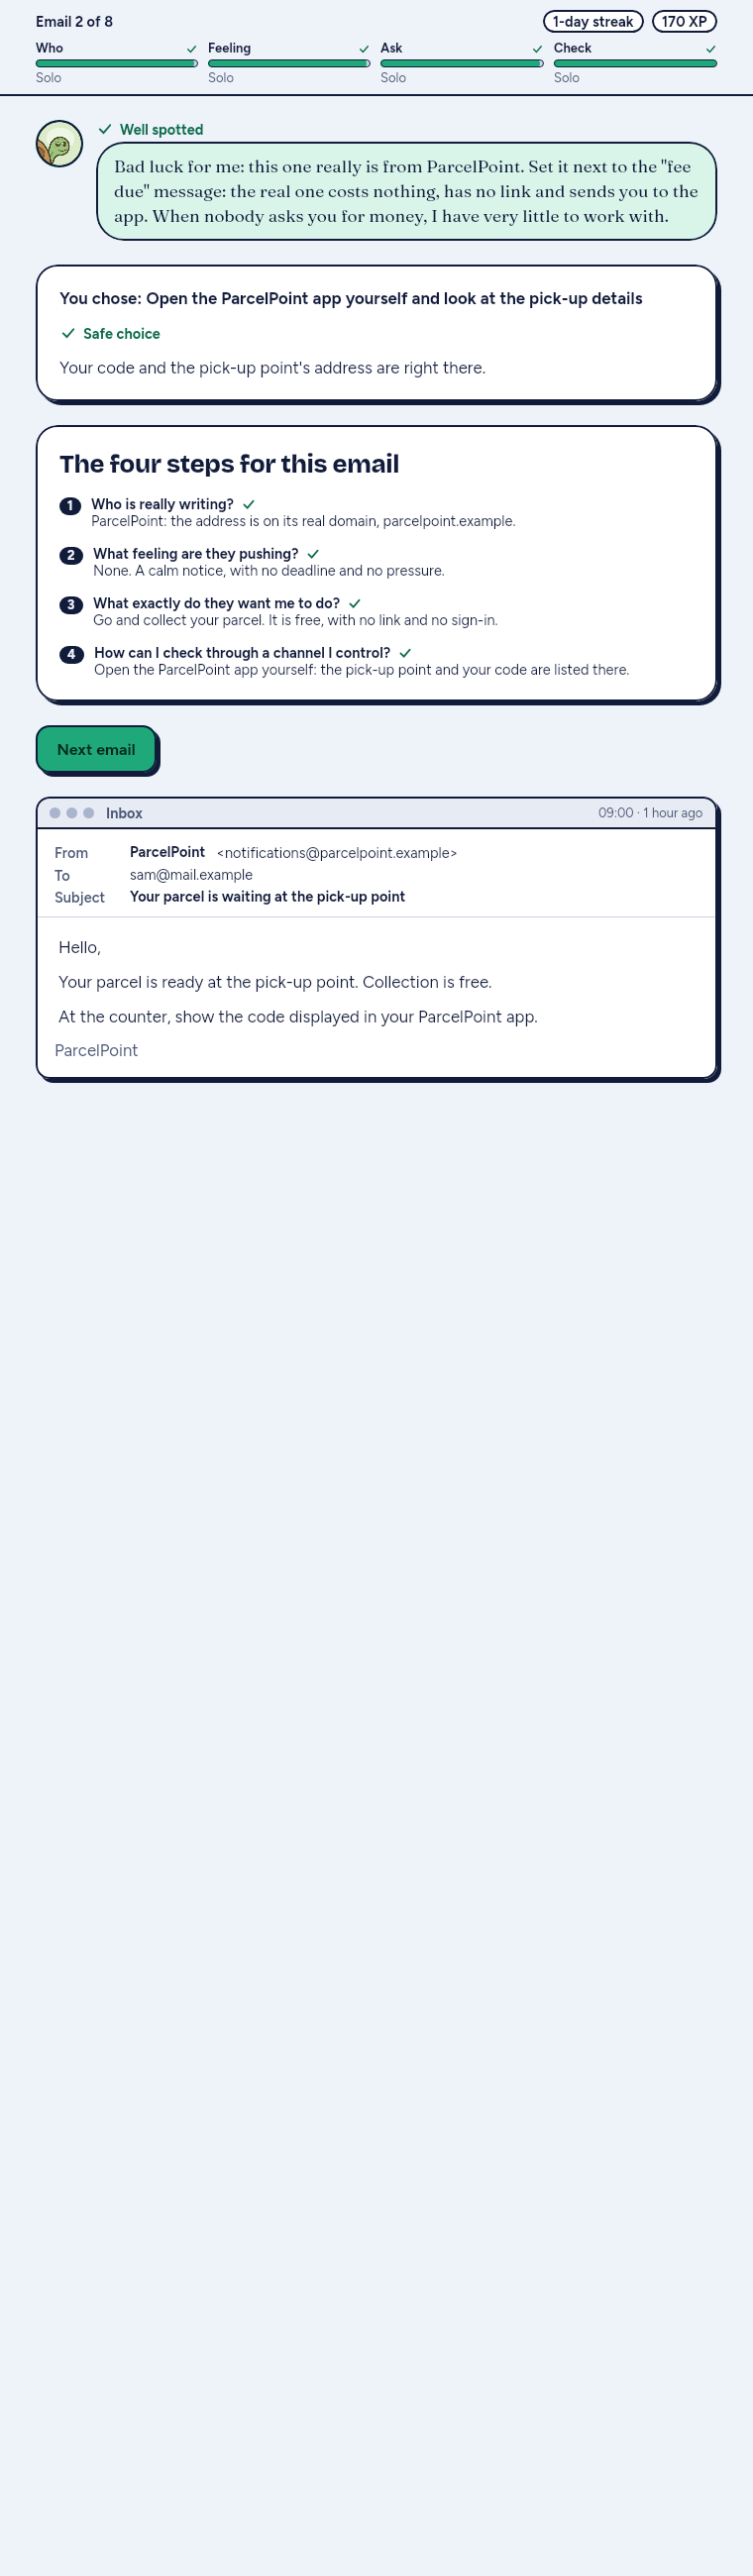 Email 2 of 8
1-day streak
170 XP
Who
Feeling
Ask
Check
Solo
Solo
Solo
Solo
Well spotted
Bad luck for me: this one really is from ParcelPoint. Set it next to the "fee
due" message: the real one costs nothing, has no link and sends you to the
app. When nobody asks you for money, I have very little to work with.
You chose: Open the ParcelPoint app yourself and look at the pick-up details
Safe choice
Your code and the pick-up point's address are right there.
The four steps for this email
1 Who is really writing?
ParcelPoint: the address is on its real domain, parcelpoint.example.
2 What feeling are they pushing?
None. A calm notice, with no deadline and no pressure.
3 What exactly do they want me to do?
Go and collect your parcel. It is free, with no link and no sign-in.
4 How can I check through a channel I control?
Open the ParcelPoint app yourself: the pick-up point and your code are listed there.
Next email
Inbox 09:00 · 1 hour ago
From ParcelPoint <notifications@parcelpoint.example>
To sam@mail.example
Subject Your parcel is waiting at the pick-up point
Hello,
Your parcel is ready at the pick-up point. Collection is free.
At the counter, show the code displayed in your ParcelPoint app.
ParcelPoint